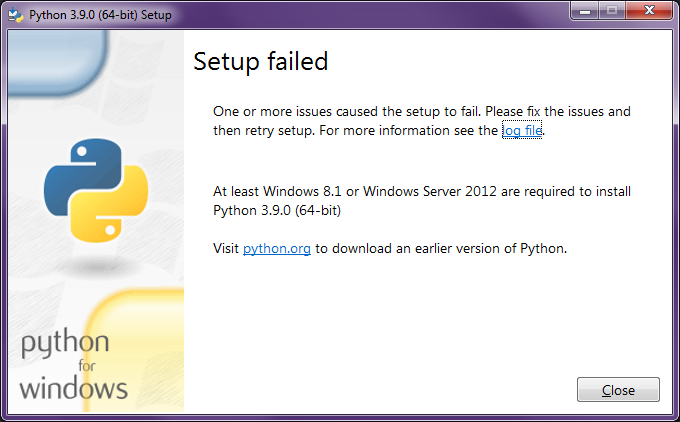 Python 3.9.0 (64-bit) Setup
Setup failed
One or more issues caused the setup to fail. Please fix the issues and
then retry setup. For more information see the log file.
At least Windows 8.1 or Windows Server 2012 are required to install
Python 3.9.0 (64-bit)
Visit python.org to download an earlier version of Python.
python
for
windows
Close